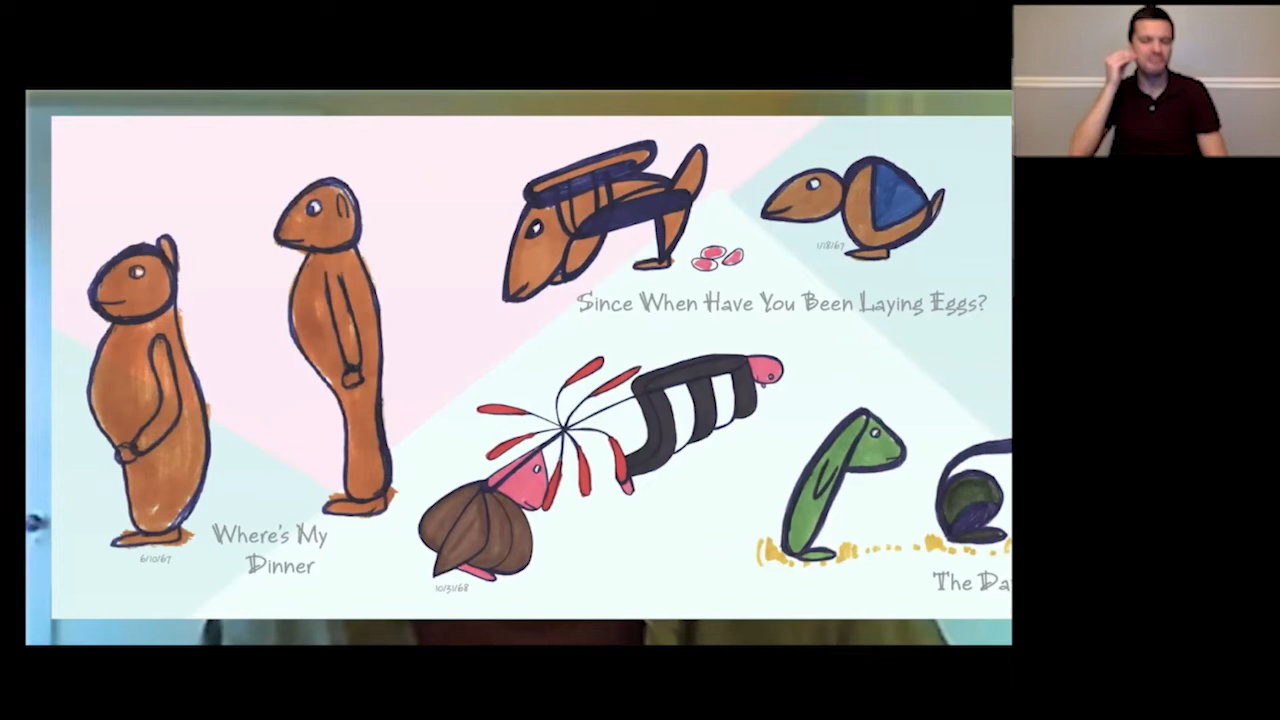 1/18/67
Since When Have You Been Laying Eggs?
Where's My
Dinner
6/10/67
10/31/68
The Da